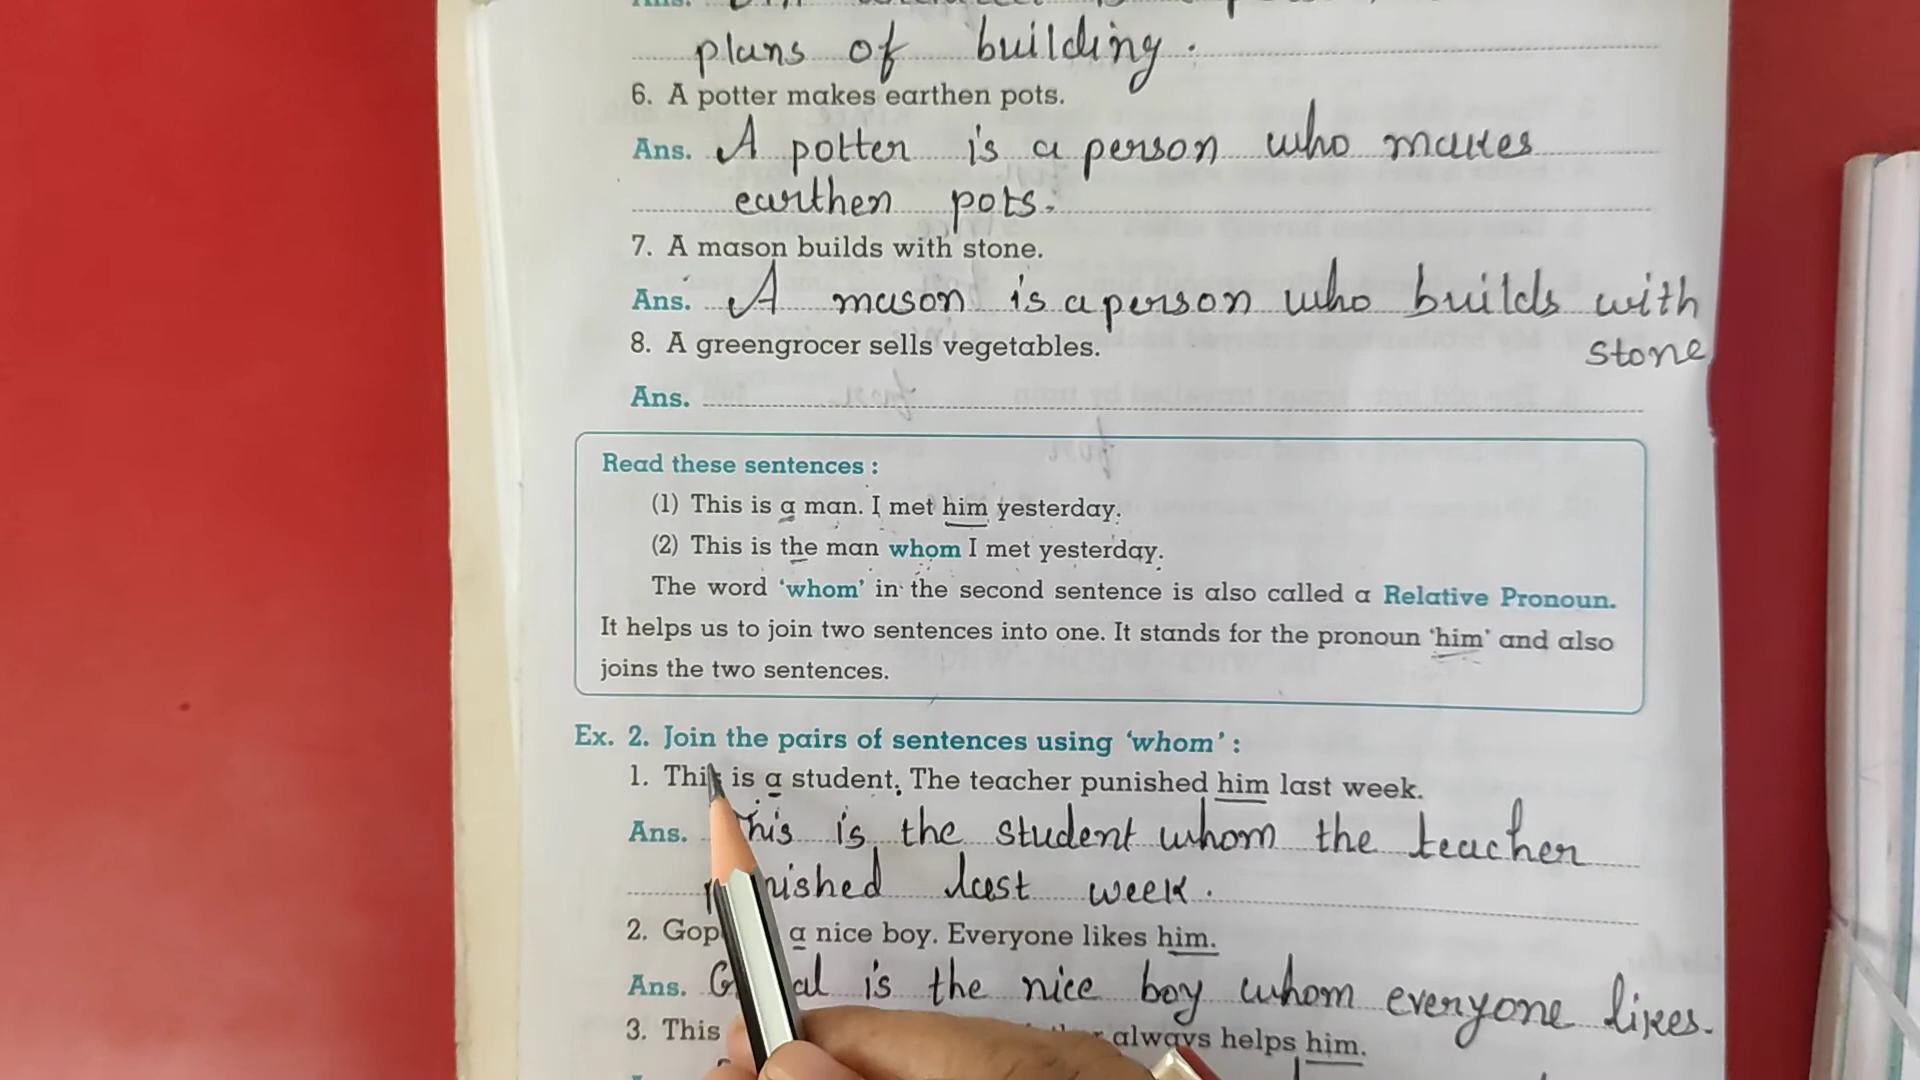 plans of building.
6. A potter makes earthen pots.
Ans. A potter is a person who makes
earthen pots.
7. A mason builds with stone.
Ans. A mason is a person who builds with
stone
8. A greengrocer sells vegetables.
Ans.
Read these sentences :
(1) This is a man. I met him yesterday.
(2) This is the man whom I met yesterday.
The word 'whom' in the second sentence is also called a Relative Pronoun.
It helps us to join two sentences into one. It stands for the pronoun 'him' and also
joins the two sentences.
Ex. 2. Join the pairs of sentences using 'whom' :
1. This is a student. The teacher punished him last week.
Ans. This is the student whom the teacher
punished last week.
2. Gopal is a nice boy. Everyone likes him.
Ans. Gopal is the nice boy whom everyone likes.
3. This always helps him.